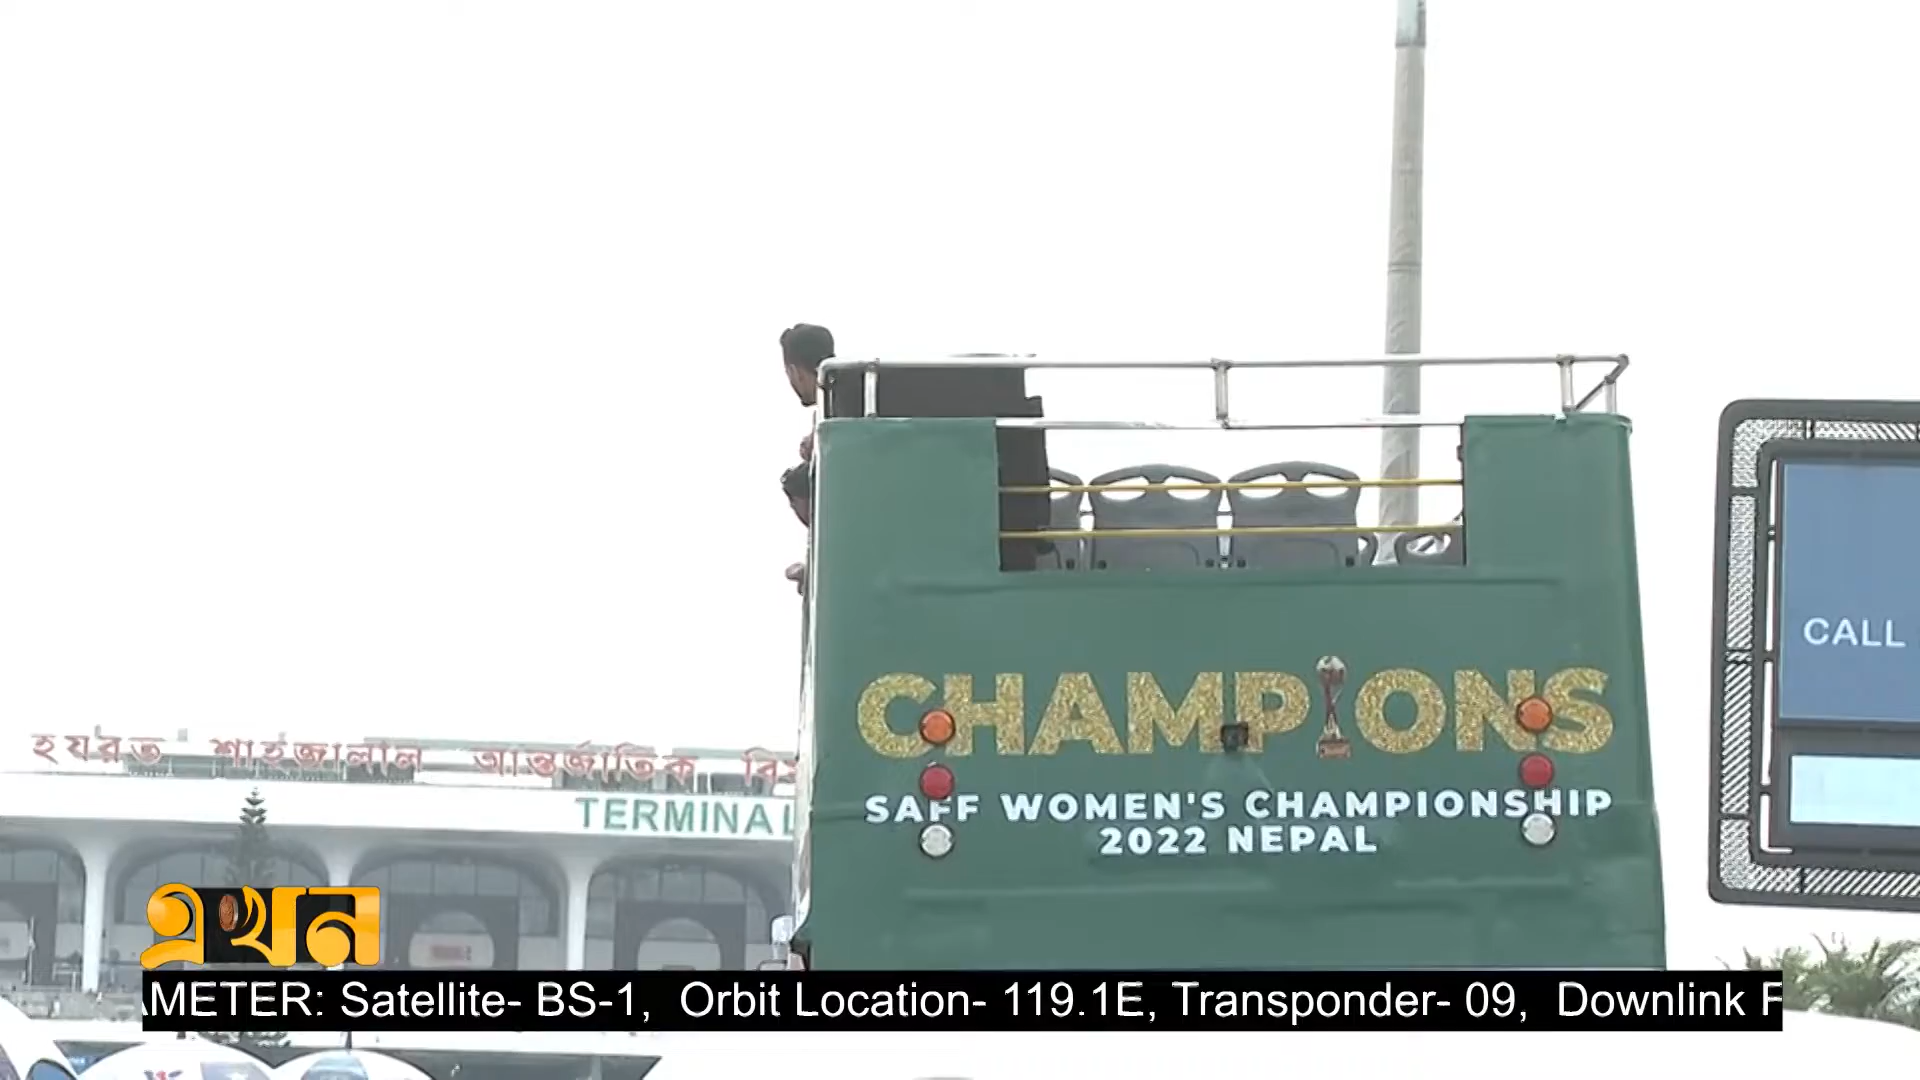 হযরত শাহজালাল আন্তর্জাতিক
TERMINAL
CHAMPIONS
SAFF WOMEN'S CHAMPIONSHIP
2022 NEPAL
CALL
এখন
AMETER: Satellite- BS-1, Orbit Location- 119.1E, Transponder- 09, Downlink F